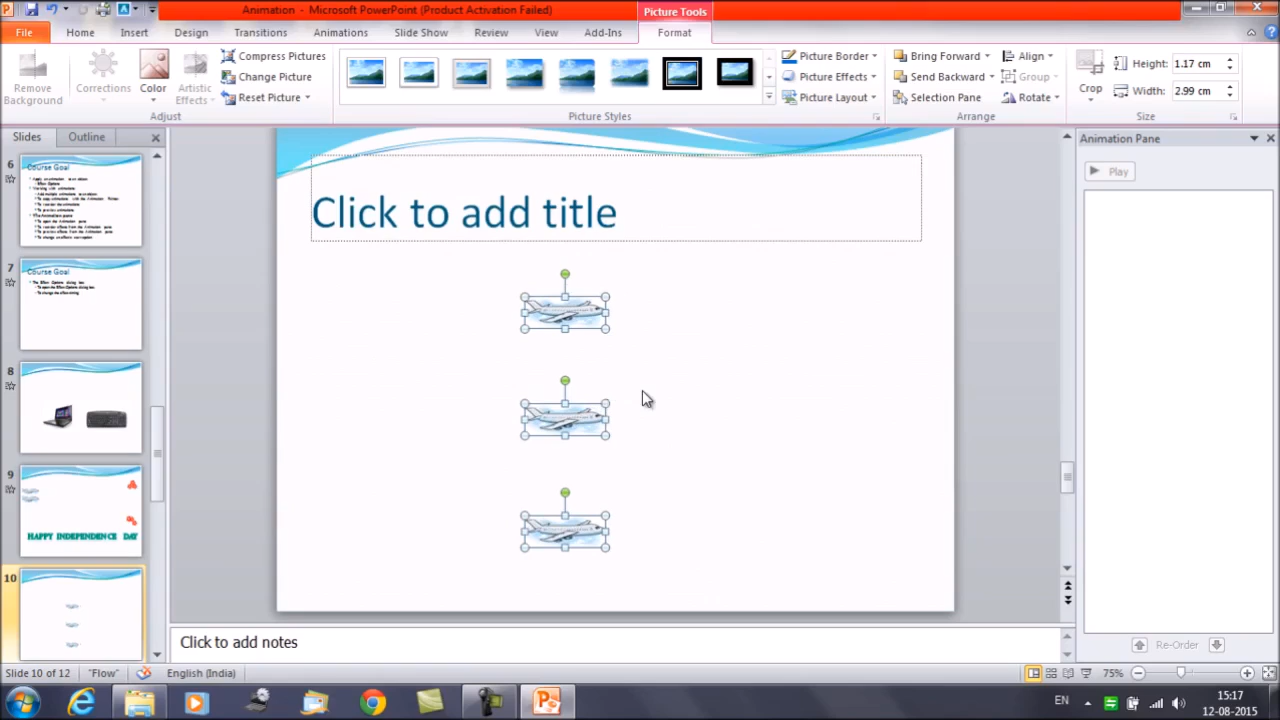 Animation - Microsoft PowerPoint (Product Activation Failed)
Picture Tools
File Home Insert Design Transitions Animations Slide Show Review View Add-Ins Format
Remove Background
Corrections
Color
Artistic Effects
Compress Pictures
Change Picture
Reset Picture
Adjust
Picture Styles
Picture Border
Picture Effects
Picture Layout
Bring Forward
Send Backward
Selection Pane
Align
Group
Rotate
Arrange
Crop
Height: 1.17 cm
Width: 2.99 cm
Size
Slides Outline
6
Course Goal
7
Course Goal
8
9
HAPPY INDEPENDENCE DAY
10
Click to add title
Animation Pane
Play
Re-Order
Click to add notes
Slide 10 of 12 "Flow" English (India) 75%
EN
15:17
12-08-2015